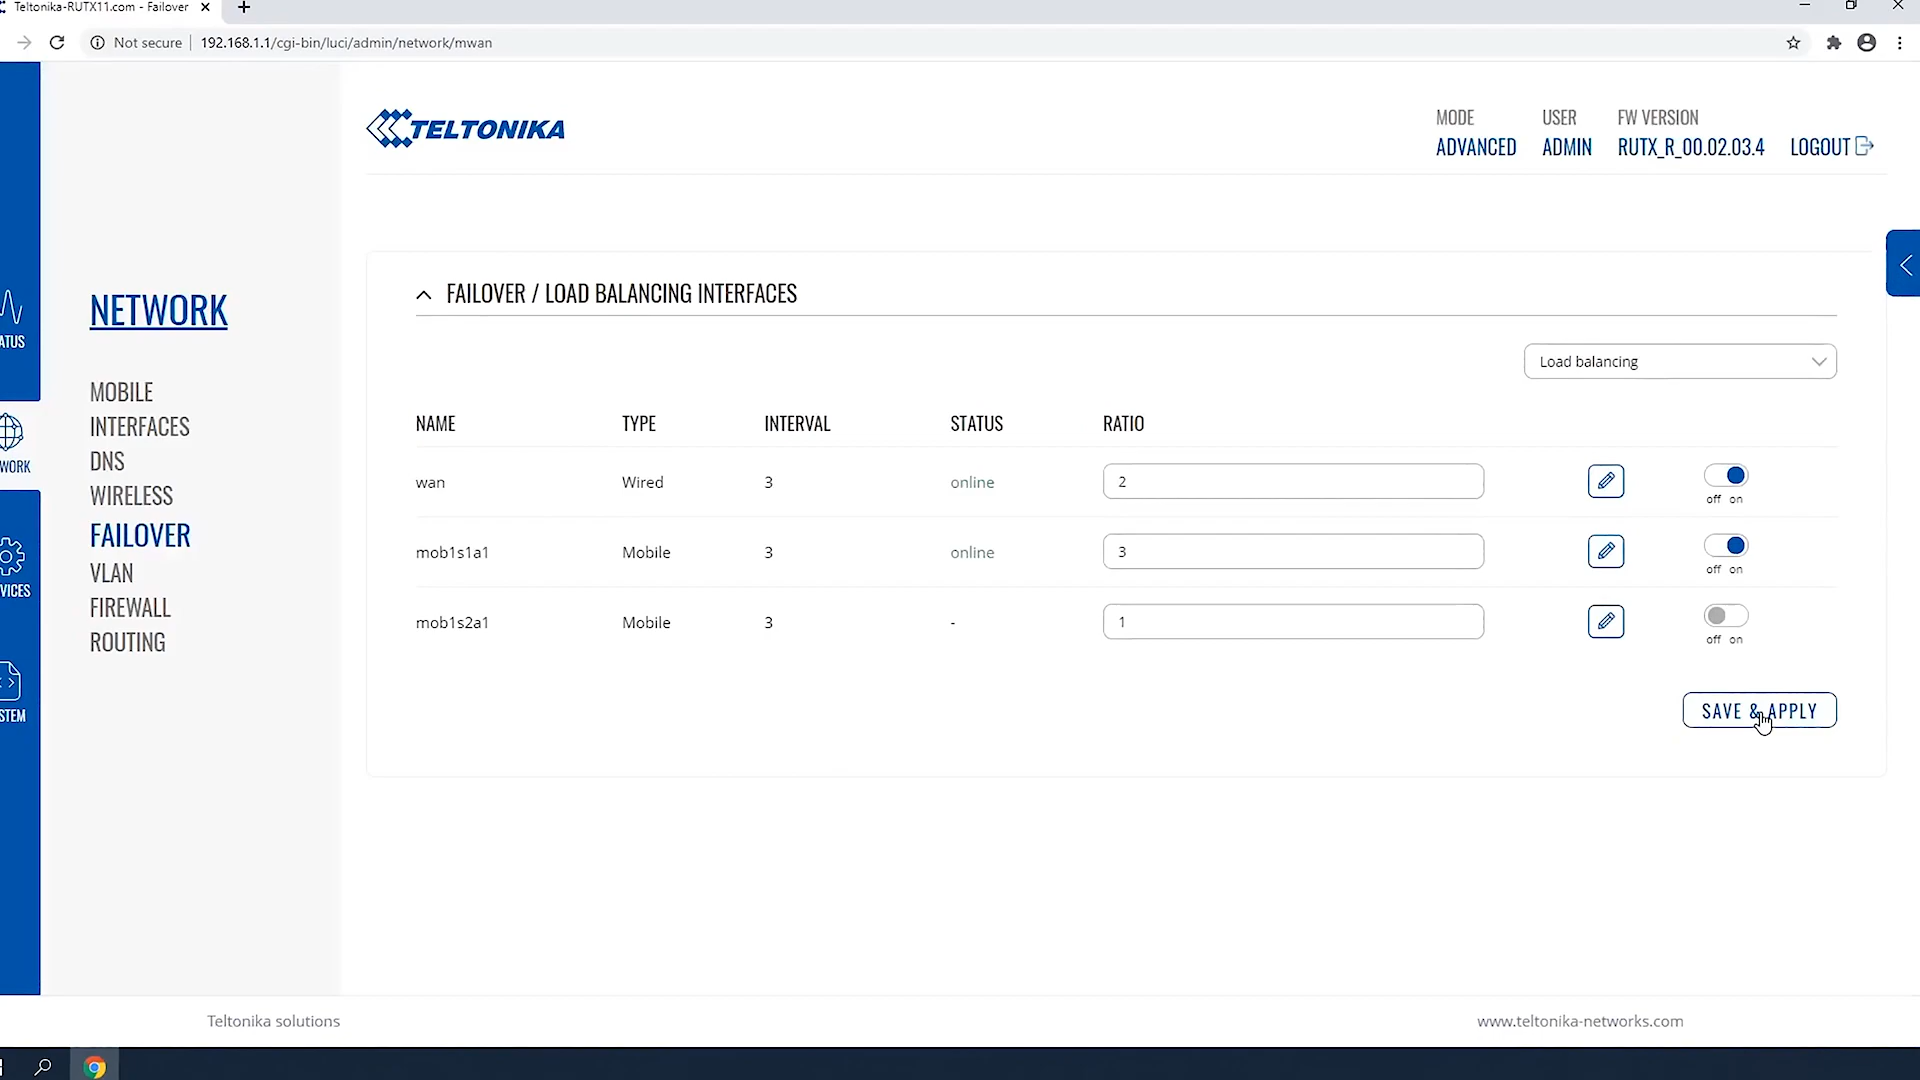 Teltonika-RUTX11.com - Failover
Not secure
192.168.1.1/cgi-bin/luci/admin/network/mwan
TELTONIKA
MODE
ADVANCED
USER
ADMIN
FW VERSION
RUTX_R_00.02.03.4
LOGOUT
ATUS
WORK
VICES
STEM
NETWORK
MOBILE
INTERFACES
DNS
WIRELESS
FAILOVER
VLAN
FIREWALL
ROUTING
FAILOVER / LOAD BALANCING INTERFACES
Load balancing
NAME TYPE INTERVAL STATUS RATIO
wan Wired 3 online 2
off on
mob1s1a1 Mobile 3 online 3
off on
mob1s2a1 Mobile 3 - 1
off on
SAVE & APPLY
Teltonika solutions
www.teltonika-networks.com